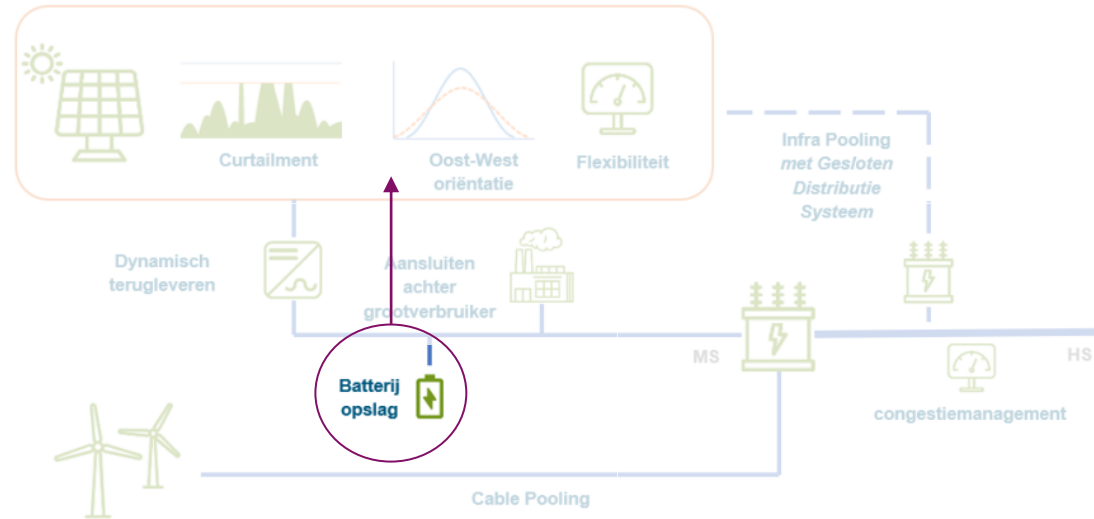 Curtailment
Oost-West
oriëntatie
Flexibiliteit
Infra Pooling
met Gesloten
Distributie
Systeem
Dynamisch
terugleveren
Aansluiten
achter
grootverbruiker
MS
HS
Batterij
opslag
congestiemanagement
Cable Pooling